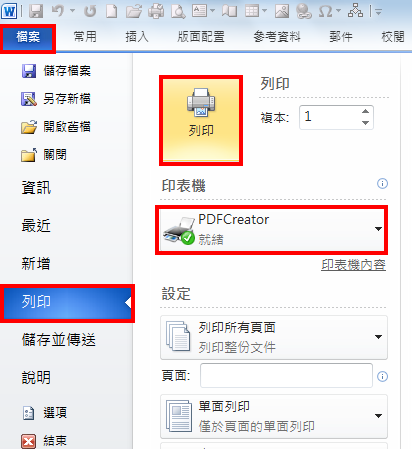 檔案 常用 插入 版面配置 參考資料 郵件 校閱
儲存檔案
另存新檔
開啟舊檔
關閉
資訊
最近
新增
列印
儲存並傳送
說明
選項
結束
列印
列印
複本: 1
印表機
PDFCreator
就緒
印表機內容
設定
列印所有頁面
列印整份文件
頁面:
單面列印
僅於頁面的單面列印